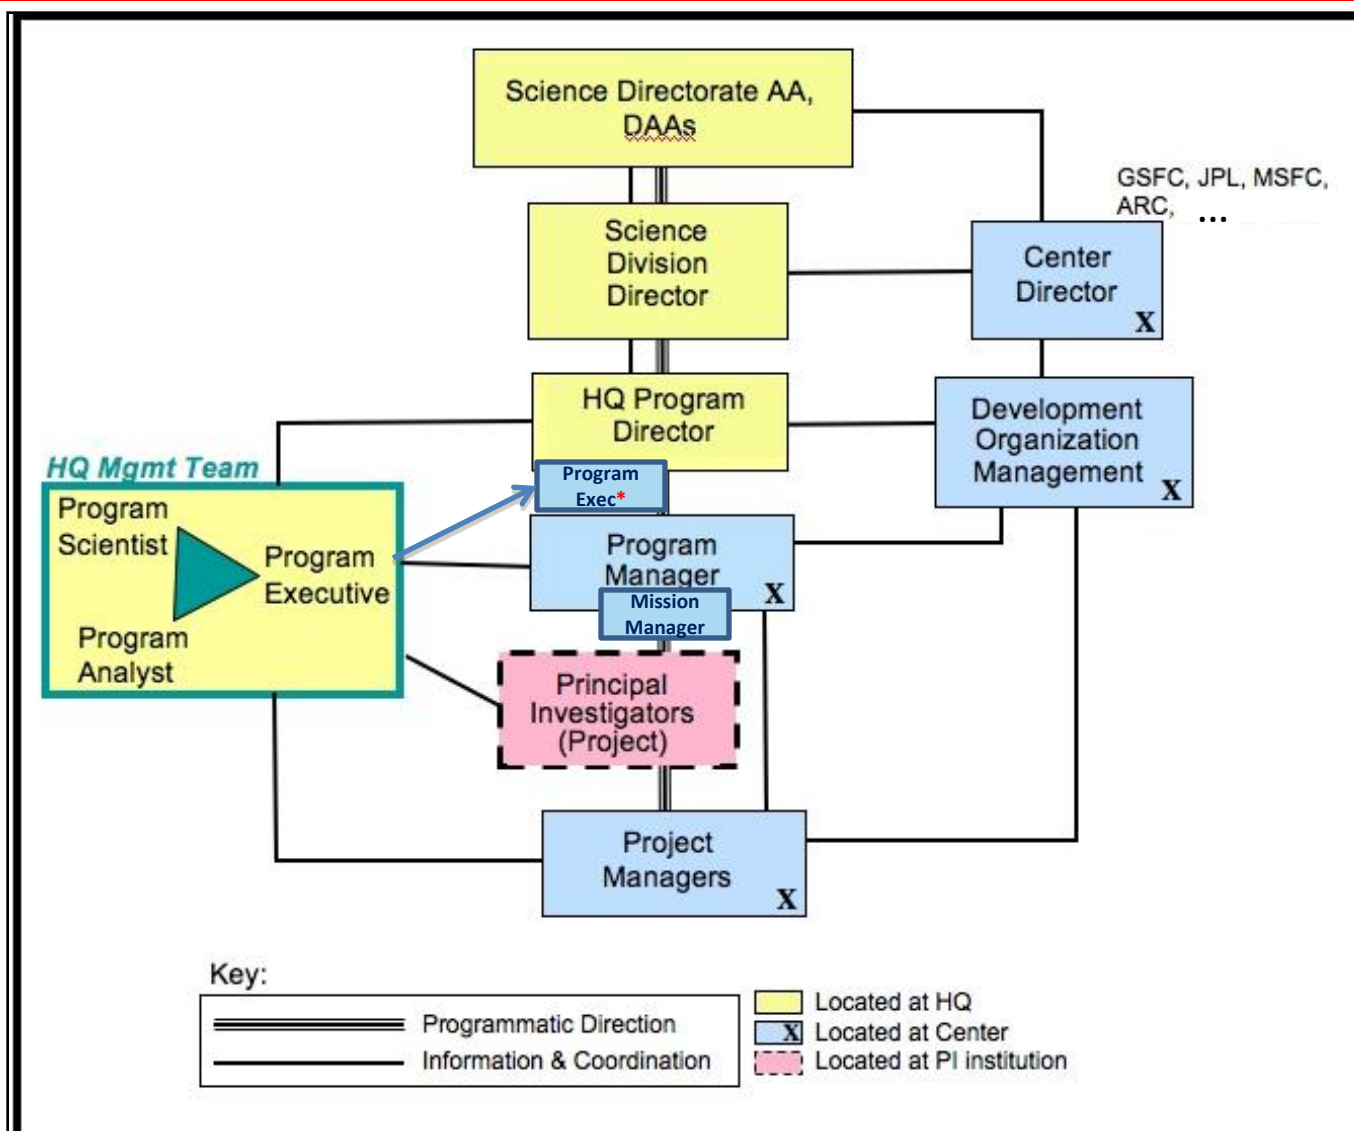 Science Directorate AA,
DAAs
GSFC, JPL, MSFC,
ARC, ...
Science
Division
Director
Center
Director
X
HQ Program
Director
Development
Organization
Management
X
HQ Mgmt Team
Program
Scientist
Program
Executive
Program
Analyst
Program
Exec*
Program
Manager
X
Mission
Manager
Principal
Investigators
(Project)
Project
Managers
X
Key:
Programmatic Direction
Information & Coordination
Located at HQ
X Located at Center
Located at PI institution